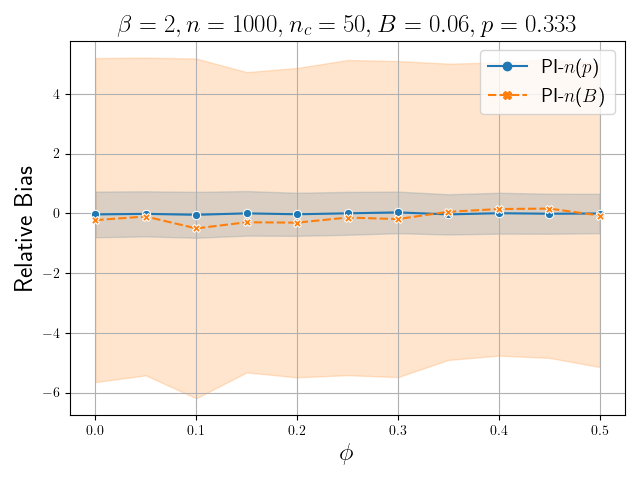 β = 2, n = 1000, n_c = 50, B = 0.06, p = 0.333
PI-n(p)
PI-n(B)
Relative Bias
4
2
0
−2
−4
−6
0.0 0.1 0.2 0.3 0.4 0.5
ϕ